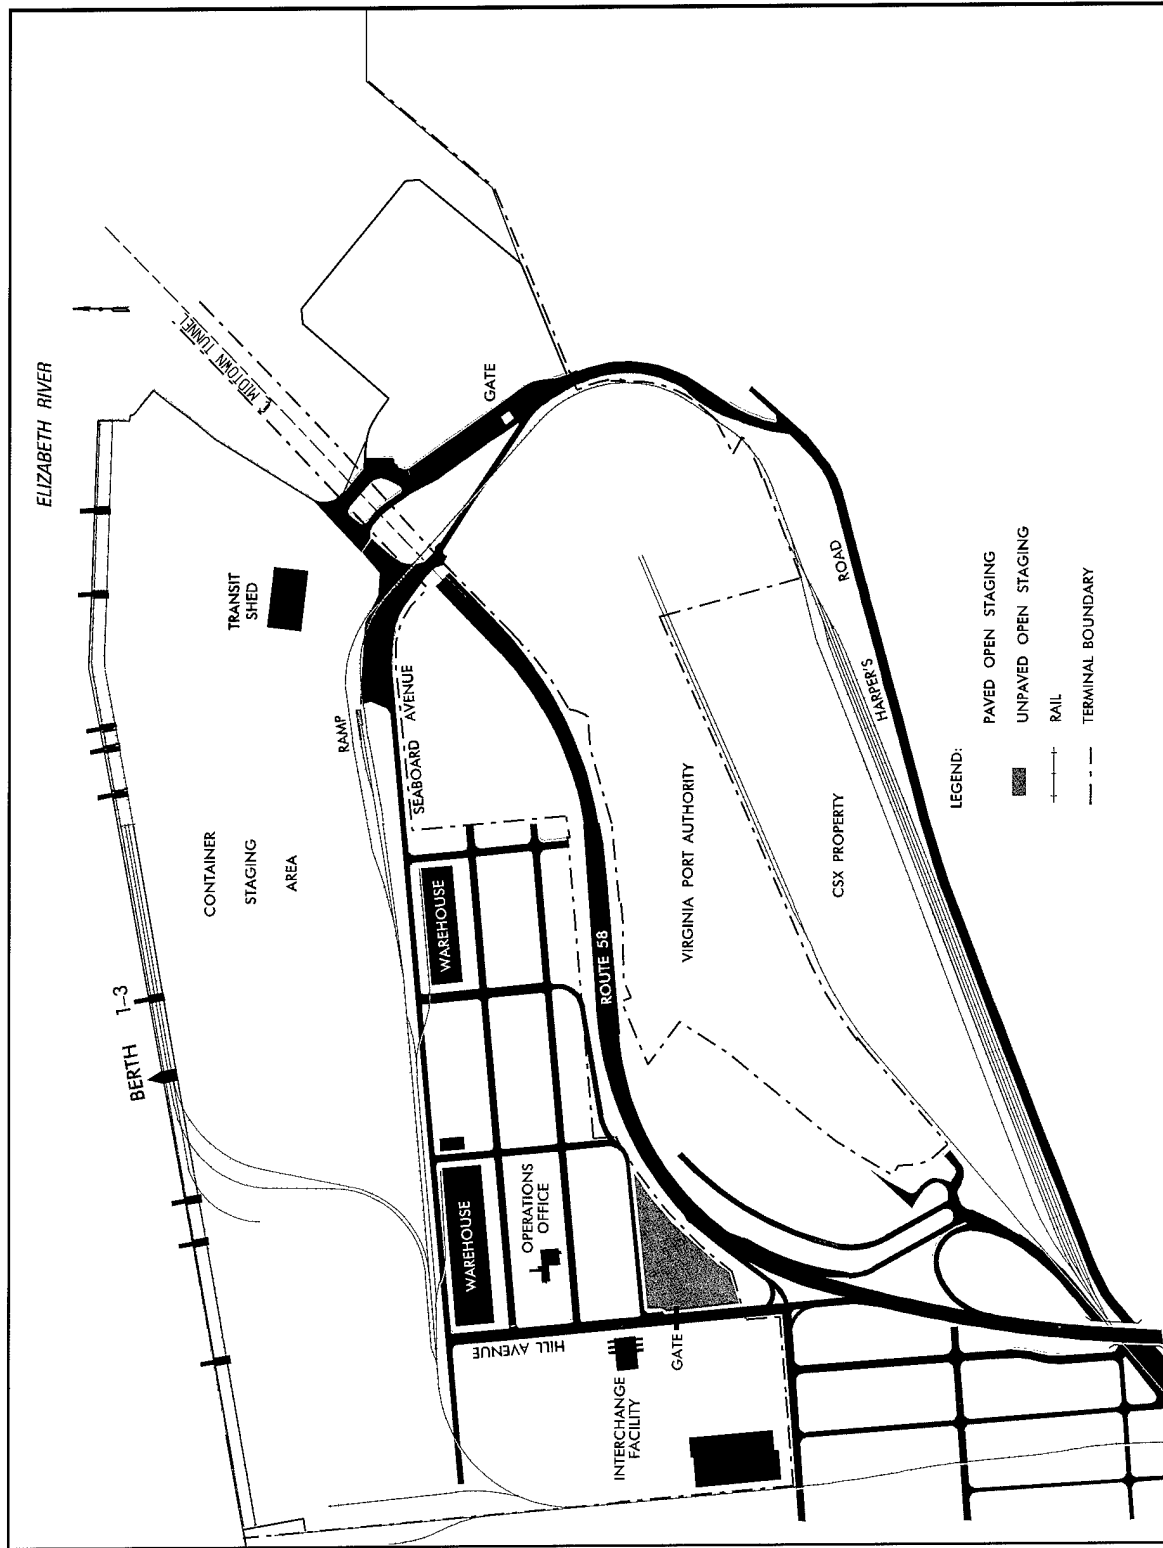 ELIZABETH RIVER
℄ MIDTOWN TUNNEL
GATE
TRANSIT
SHED
RAMP
SEABOARD AVENUE
BERTH 1-3
CONTAINER
STAGING
AREA
WAREHOUSE
ROUTE 58
VIRGINIA PORT AUTHORITY
CSX PROPERTY
HARPER'S ROAD
WAREHOUSE
OPERATIONS
OFFICE
HILL AVENUE
GATE
INTERCHANGE
FACILITY
LEGEND:
PAVED OPEN STAGING
UNPAVED OPEN STAGING
RAIL
TERMINAL BOUNDARY